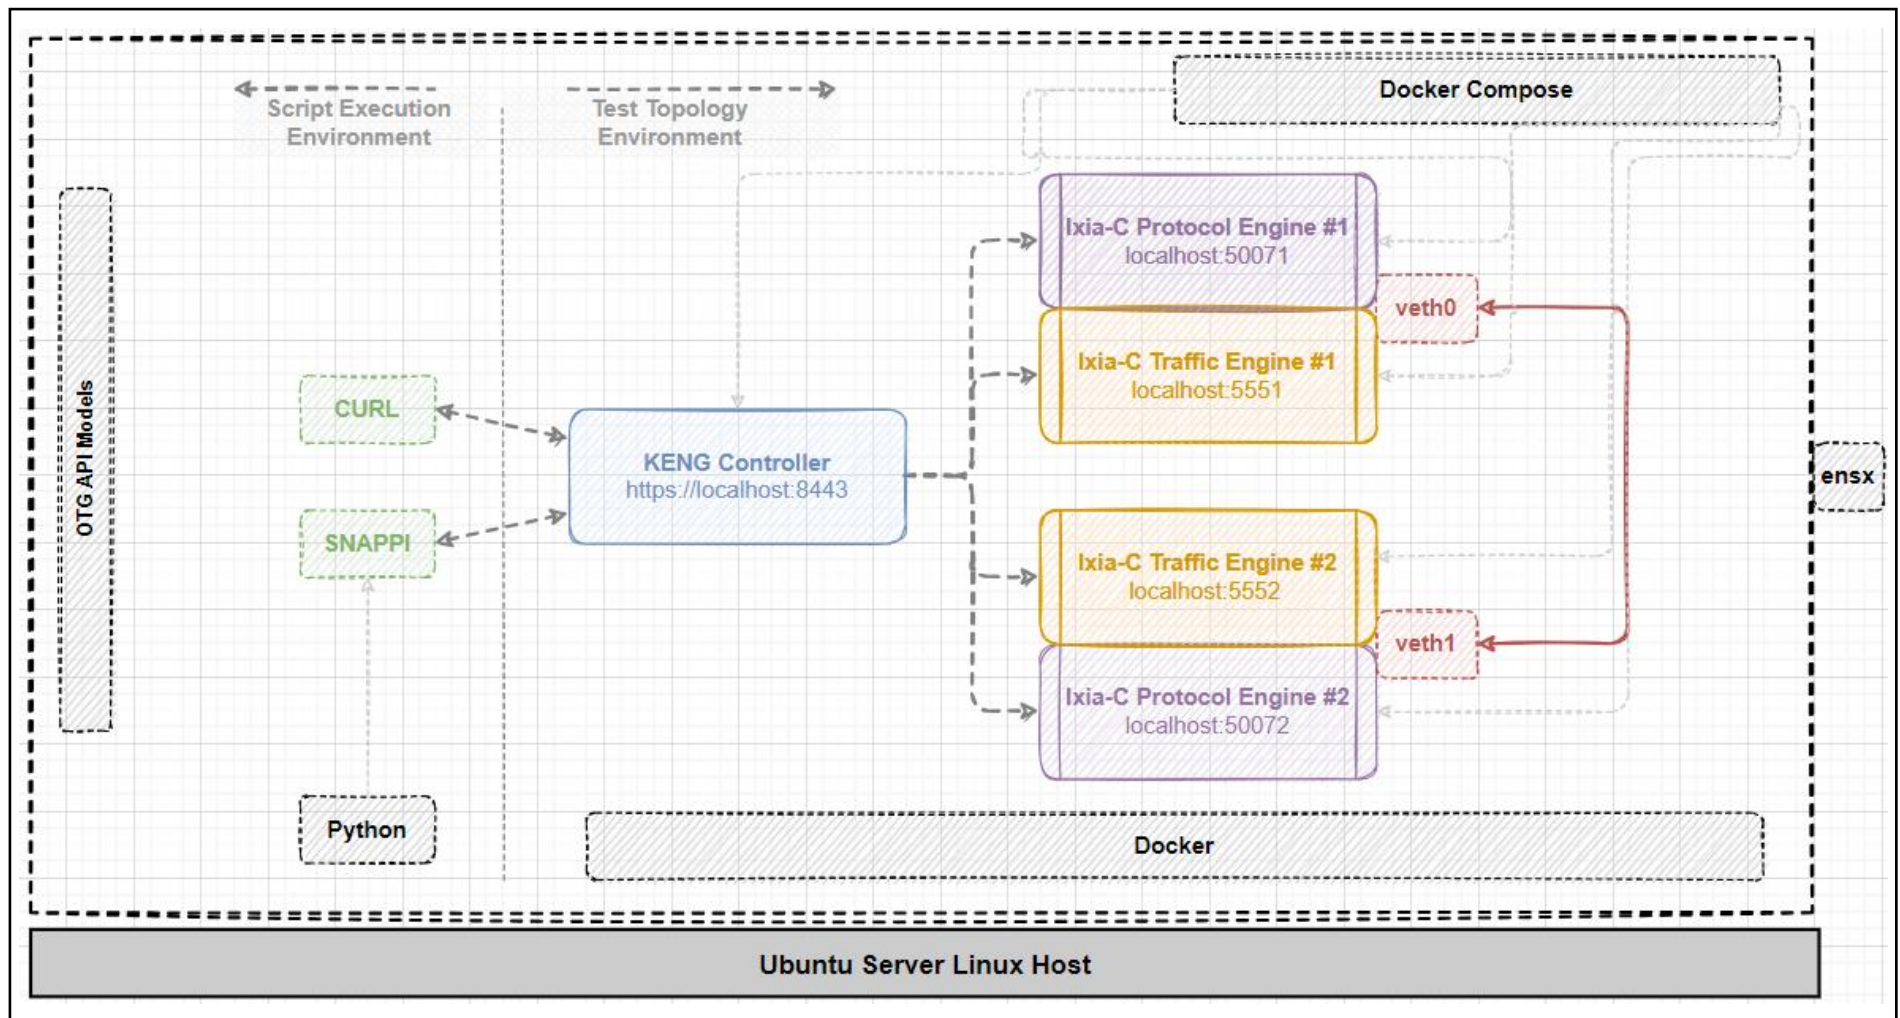 Docker Compose
Script Execution
Environment
Test Topology
Environment
OTG API Models
CURL
SNAPPI
Python
KENG Controller
https://localhost:8443
Ixia-C Protocol Engine #1
localhost:50071
veth0
Ixia-C Traffic Engine #1
localhost:5551
Ixia-C Traffic Engine #2
localhost:5552
veth1
Ixia-C Protocol Engine #2
localhost:50072
ensx
Docker
Ubuntu Server Linux Host